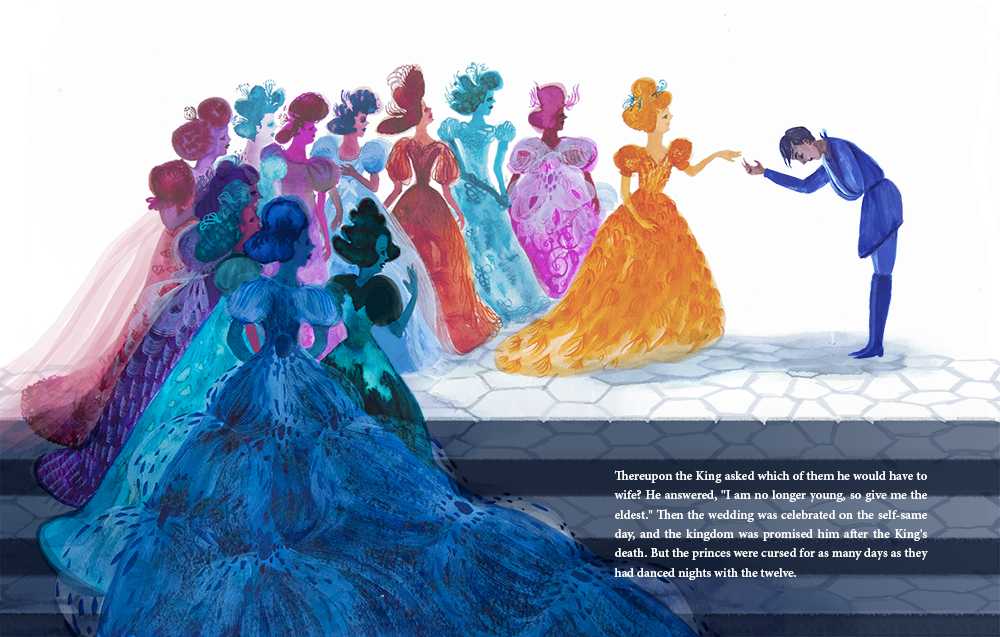 Thereupon the King asked which of them he would have to
wife? He answered, "I am no longer young, so give me the
eldest." Then the wedding was celebrated on the self-same
day, and the kingdom was promised him after the King's
death. But the princes were cursed for as many days as they
had danced nights with the twelve.